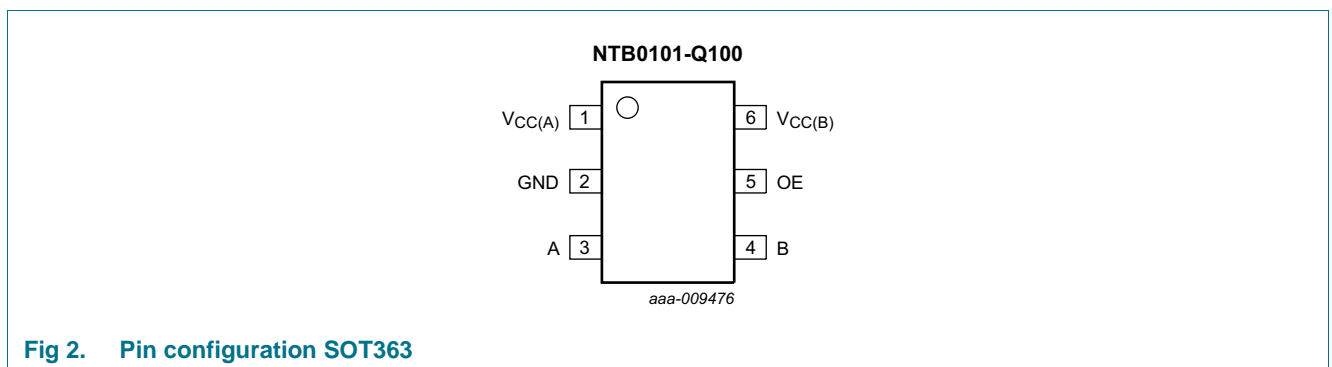 NTB0101-Q100
VCC(A) 1 6 VCC(B)
GND 2 5 OE
A 3 4 B
aaa-009476
Fig 2. Pin configuration SOT363